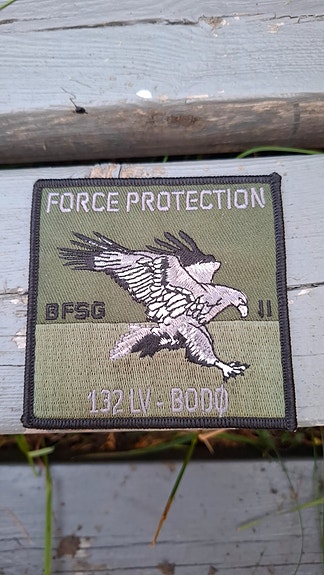 FORCE PROTECTION
BFSG II
132 LV - BODØ